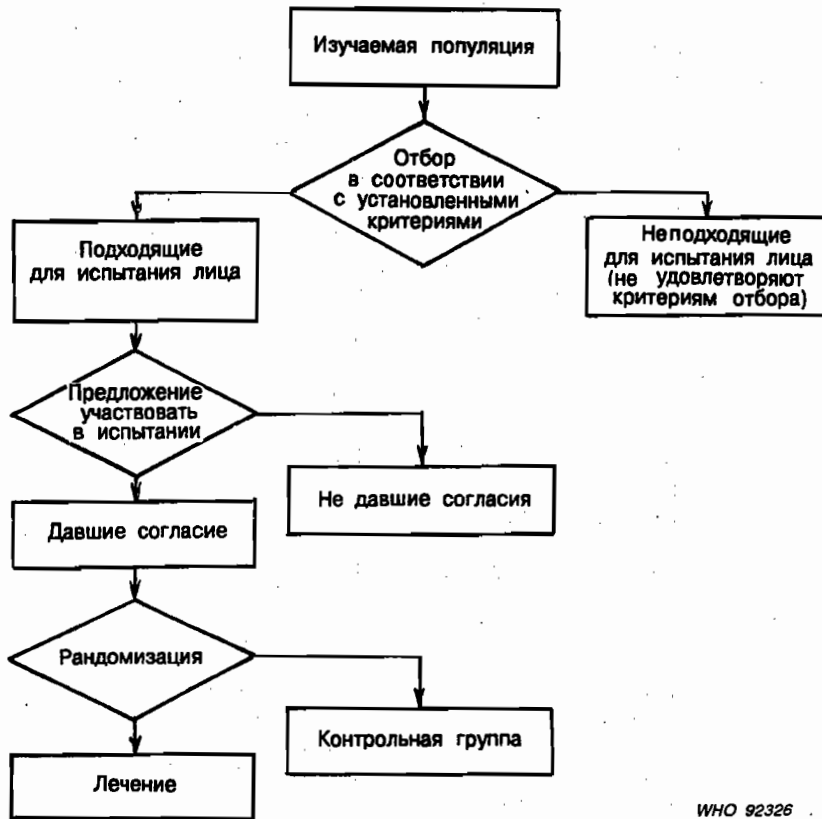 Изучаемая популяция
Отбор
в соответствии
с установленными
критериями
Подходящие
для испытания лица
Неподходящие
для испытания лица
(не удовлетворяют
критериям отбора)
Предложение
участвовать
в испытании
Не давшие согласия
Давшие согласие
Рандомизация
Контрольная группа
Лечение
WHO 92326